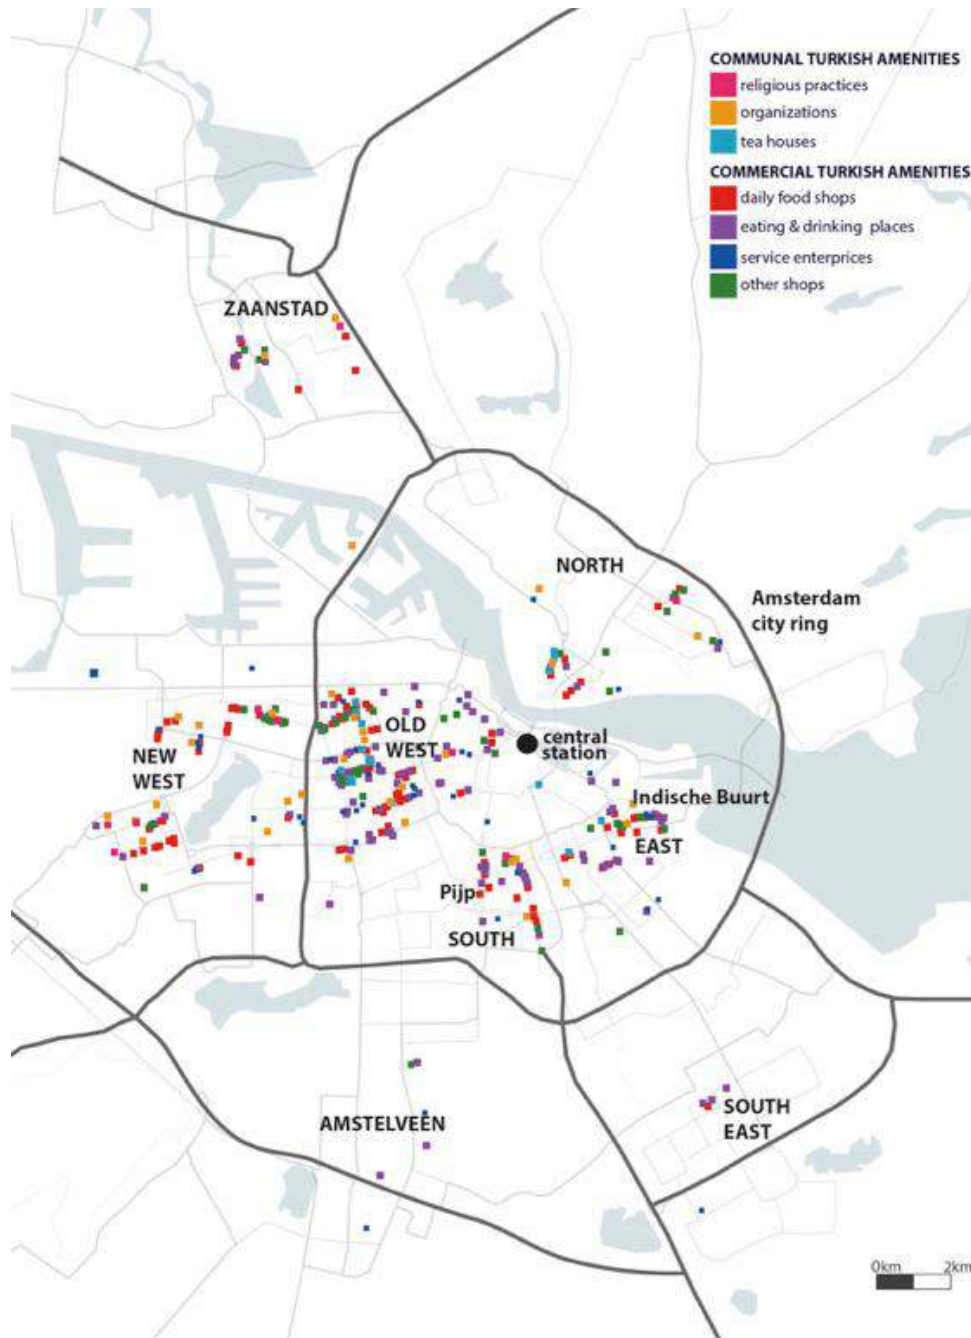 COMMUNAL TURKISH AMENITIES
religious practices
organizations
tea houses
COMMERCIAL TURKISH AMENITIES
daily food shops
eating & drinking places
service enterprices
other shops
ZAANSTAD
NORTH
Amsterdam
city ring
OLD
WEST
central
station
NEW
WEST
Indische Buurt
EAST
Pijp
SOUTH
AMSTELVEEN
SOUTH
EAST
0km 2km